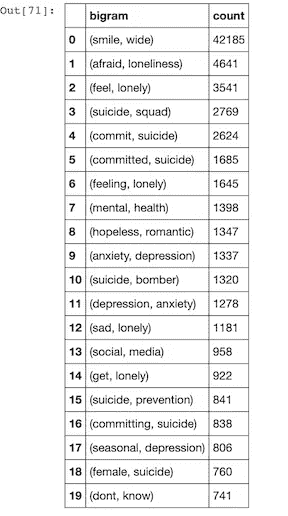 Out[71]:
bigram count
0 (smile, wide) 42185
1 (afraid, loneliness) 4641
2 (feel, lonely) 3541
3 (suicide, squad) 2769
4 (commit, suicide) 2624
5 (committed, suicide) 1685
6 (feeling, lonely) 1645
7 (mental, health) 1398
8 (hopeless, romantic) 1347
9 (anxiety, depression) 1337
10 (suicide, bomber) 1320
11 (depression, anxiety) 1278
12 (sad, lonely) 1181
13 (social, media) 958
14 (get, lonely) 922
15 (suicide, prevention) 841
16 (committing, suicide) 838
17 (seasonal, depression) 806
18 (female, suicide) 760
19 (dont, know) 741